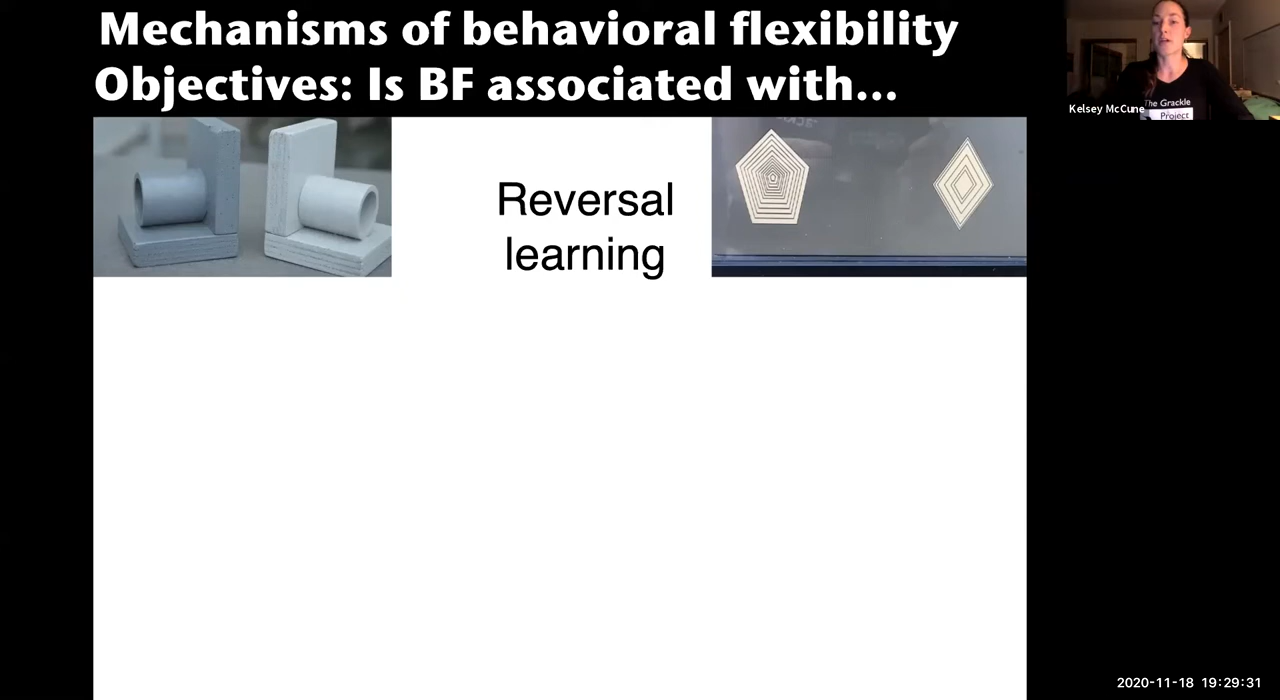 Mechanisms of behavioral flexibility
Objectives: Is BF associated with...
Kelsey McCune
The Grackle
Project
Reversal
learning
2020-11-18 19:29:31